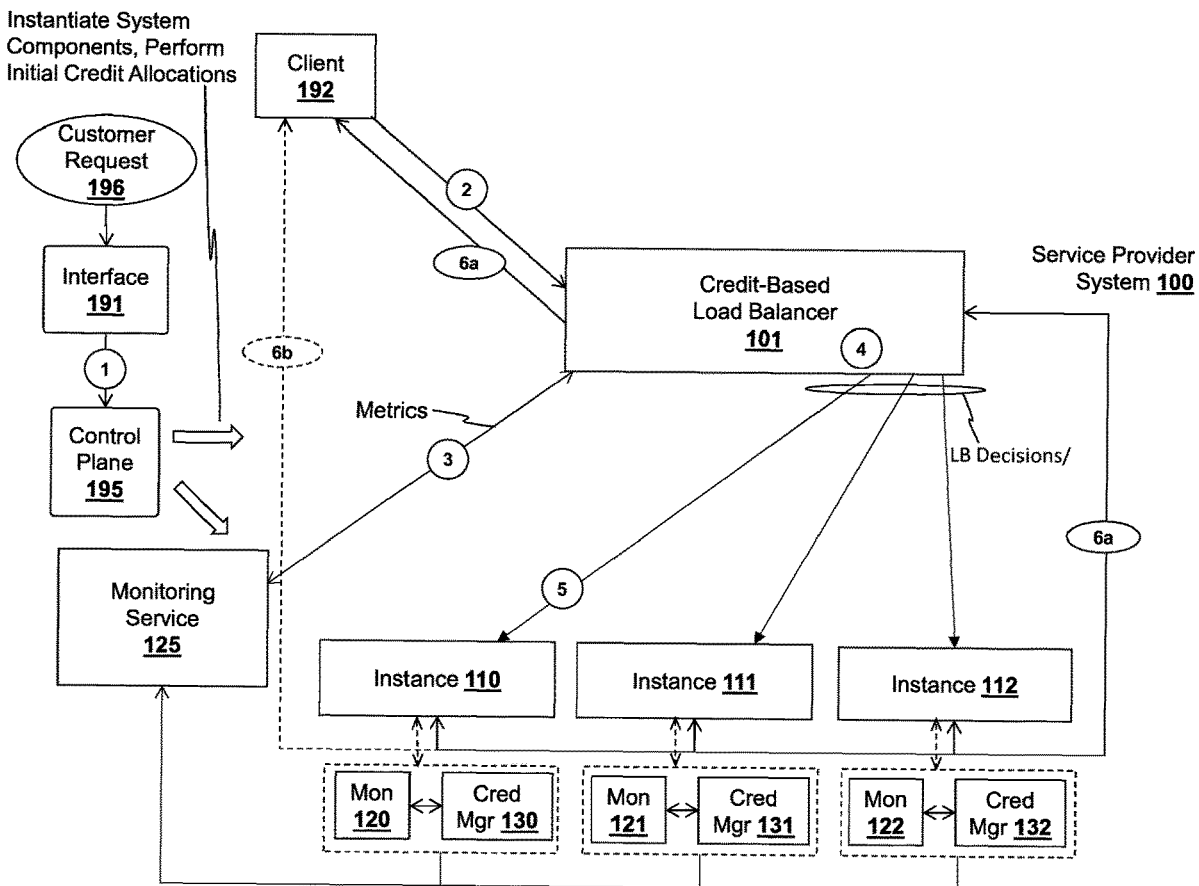 Instantiate System
Components, Perform
Initial Credit Allocations
Client
192
Customer
Request
196
2
6a
Interface
191
Service Provider
System 100
Credit-Based
Load Balancer
101
4
6b
1
Metrics
Control
Plane
195
3
LB Decisions/
6a
5
Monitoring
Service
125
Instance 110
Instance 111
Instance 112
Mon
120
Cred
Mgr 130
Mon
121
Cred
Mgr 131
Mon
122
Cred
Mgr 132